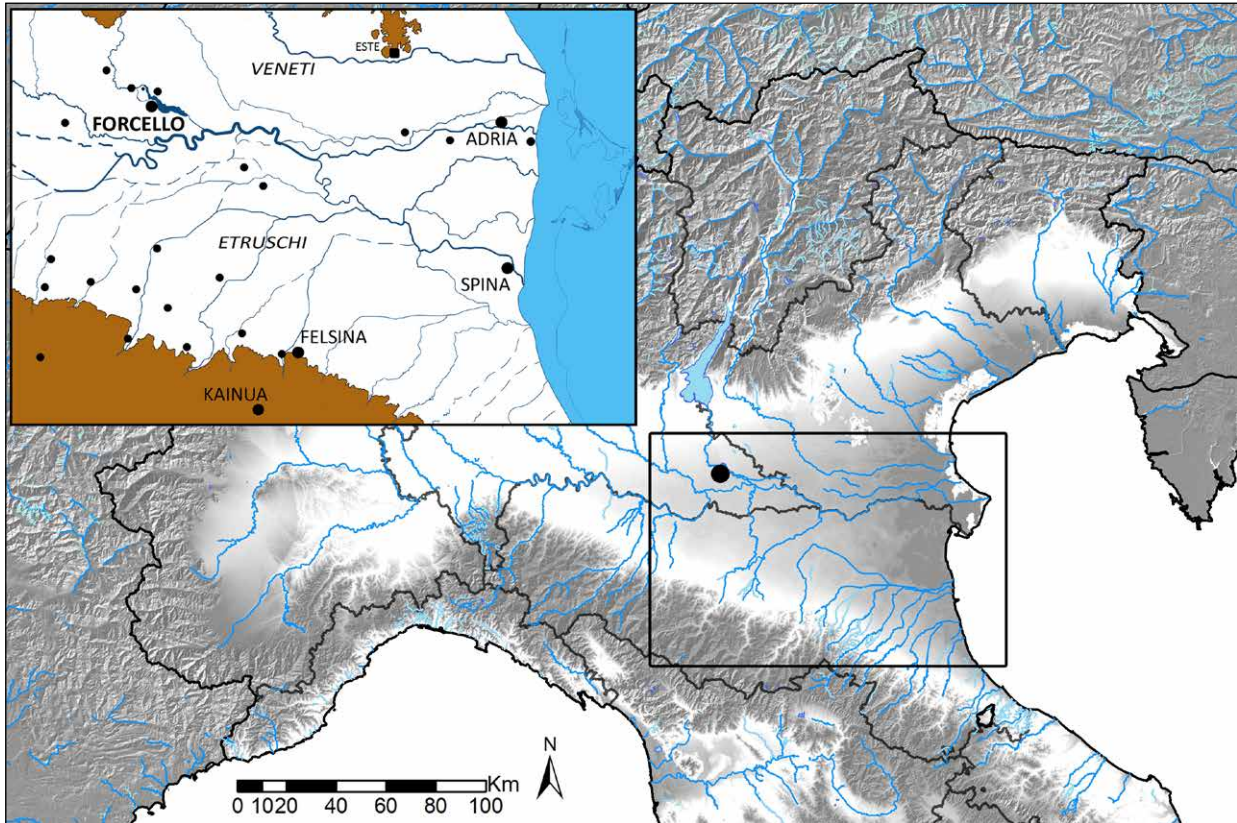 ESTE
VENETI
FORCELLO
ADRIA
ETRUSCHI
SPINA
FELSINA
KAINUA
N
Km
0 10 20 40 60 80 100